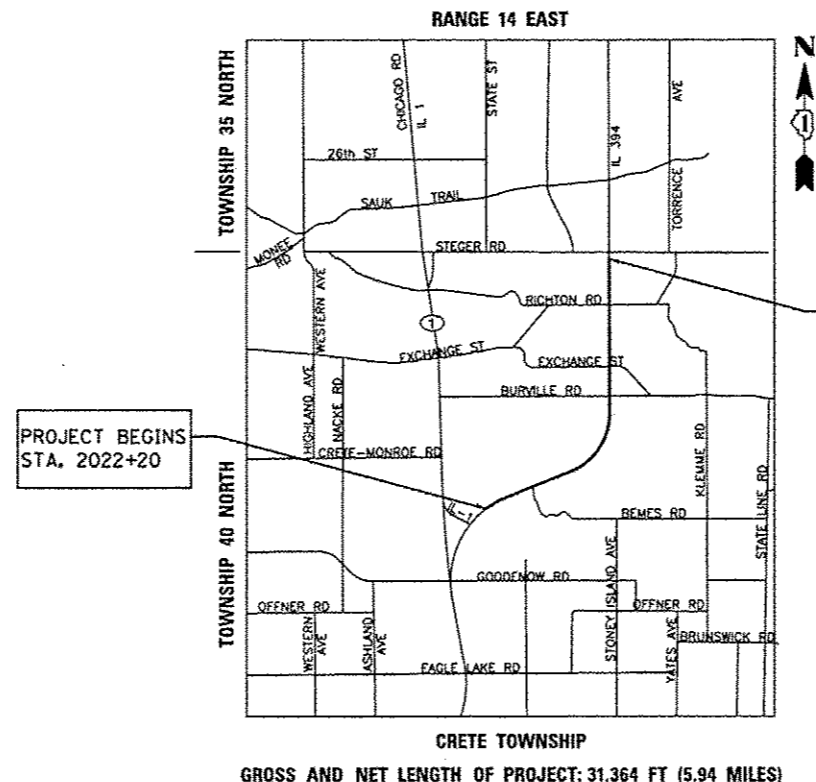 RANGE 14 EAST
TOWNSHIP 35 NORTH
CHICAGO RD
IL 1
STATE ST
IL 394
TORRENCE AVE
N
1
26th ST
SAUK TRAIL
MONEE RD
STEGER RD
WESTERN AVE
RICHTON RD
1
EXCHANGE ST
EXCHANGE ST
HIGHLAND AVE
NACKE RD
BURVILLE RD
KLEMME RD
STATE LINE RD
PROJECT BEGINS
STA. 2022+20
CRETE-MONROE RD
TOWNSHIP 40 NORTH
IL-1
BEMES RD
GOODENOW RD
STONEY ISLAND AVE
OFFNER RD
OFFNER RD
WESTERN AVE
ASHLAND AVE
YATES AVE
BRUNSWICK RD
EAGLE LAKE RD
CRETE TOWNSHIP
GROSS AND NET LENGTH OF PROJECT: 31,364 FT (5.94 MILES)